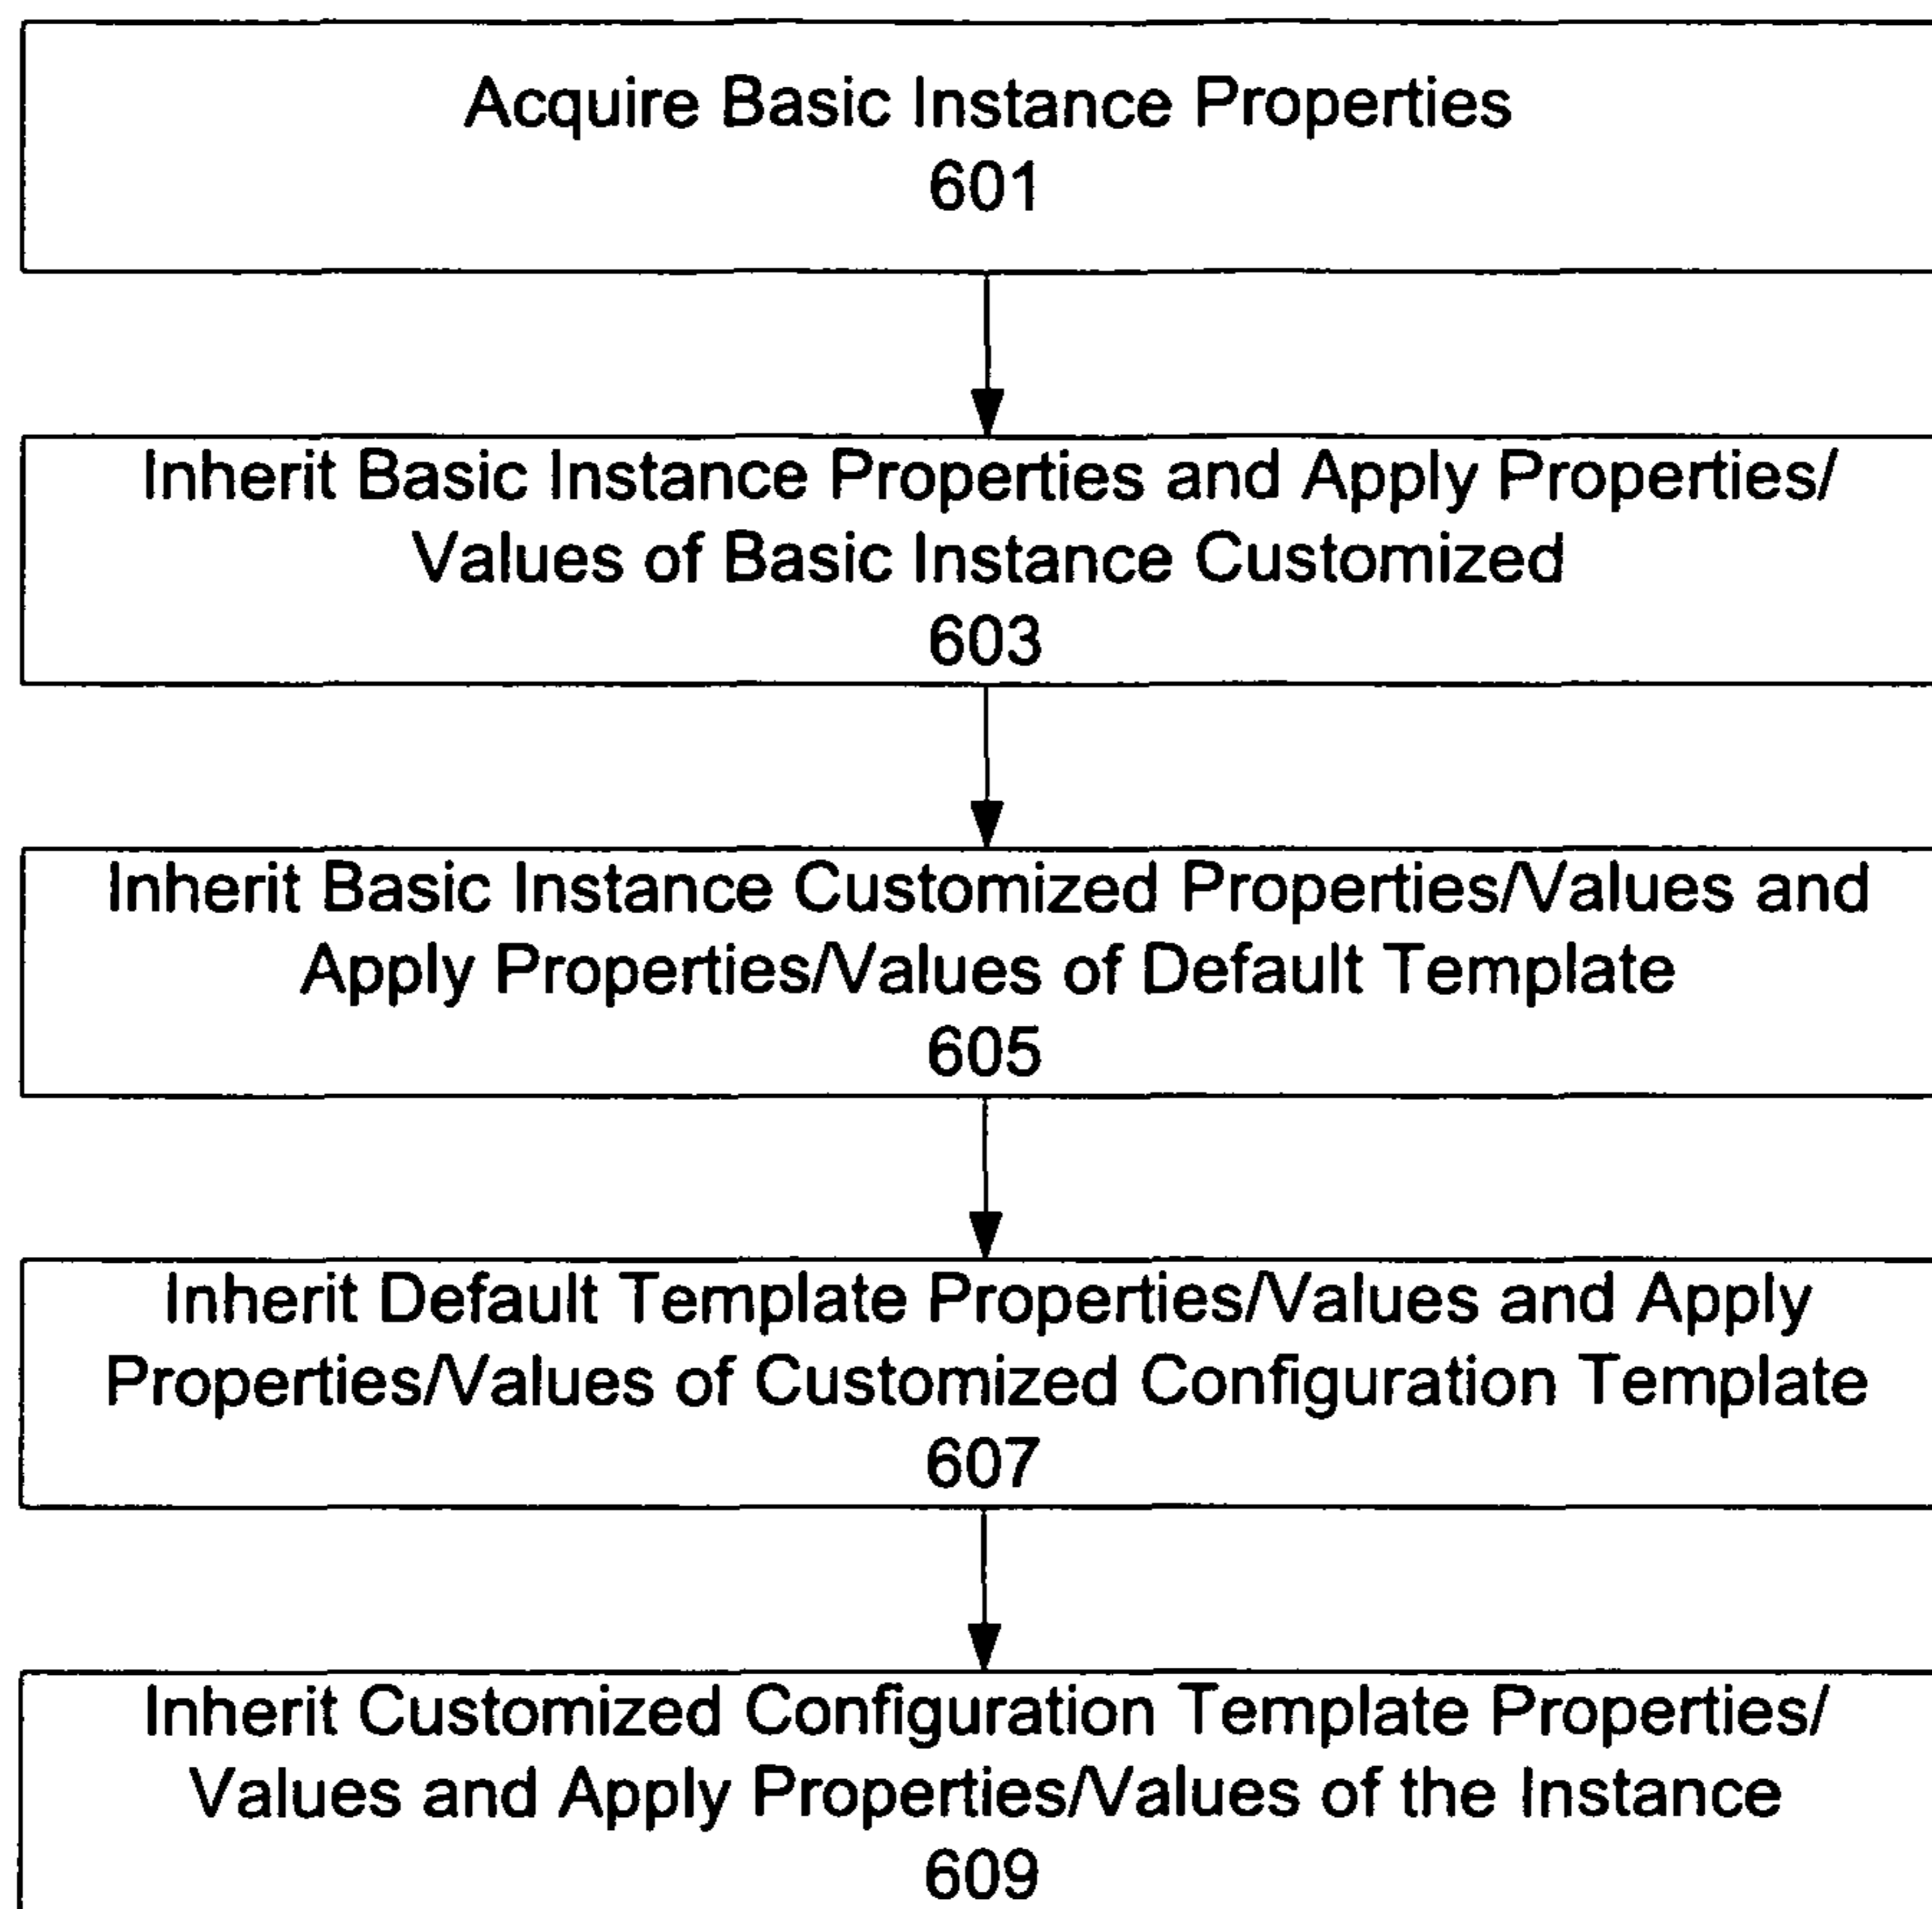 Acquire Basic Instance Properties
601
Inherit Basic Instance Properties and Apply Properties/
Values of Basic Instance Customized
603
Inherit Basic Instance Customized Properties/Values and
Apply Properties/Values of Default Template
605
Inherit Default Template Properties/Values and Apply
Properties/Values of Customized Configuration Template
607
Inherit Customized Configuration Template Properties/
Values and Apply Properties/Values of the Instance
609